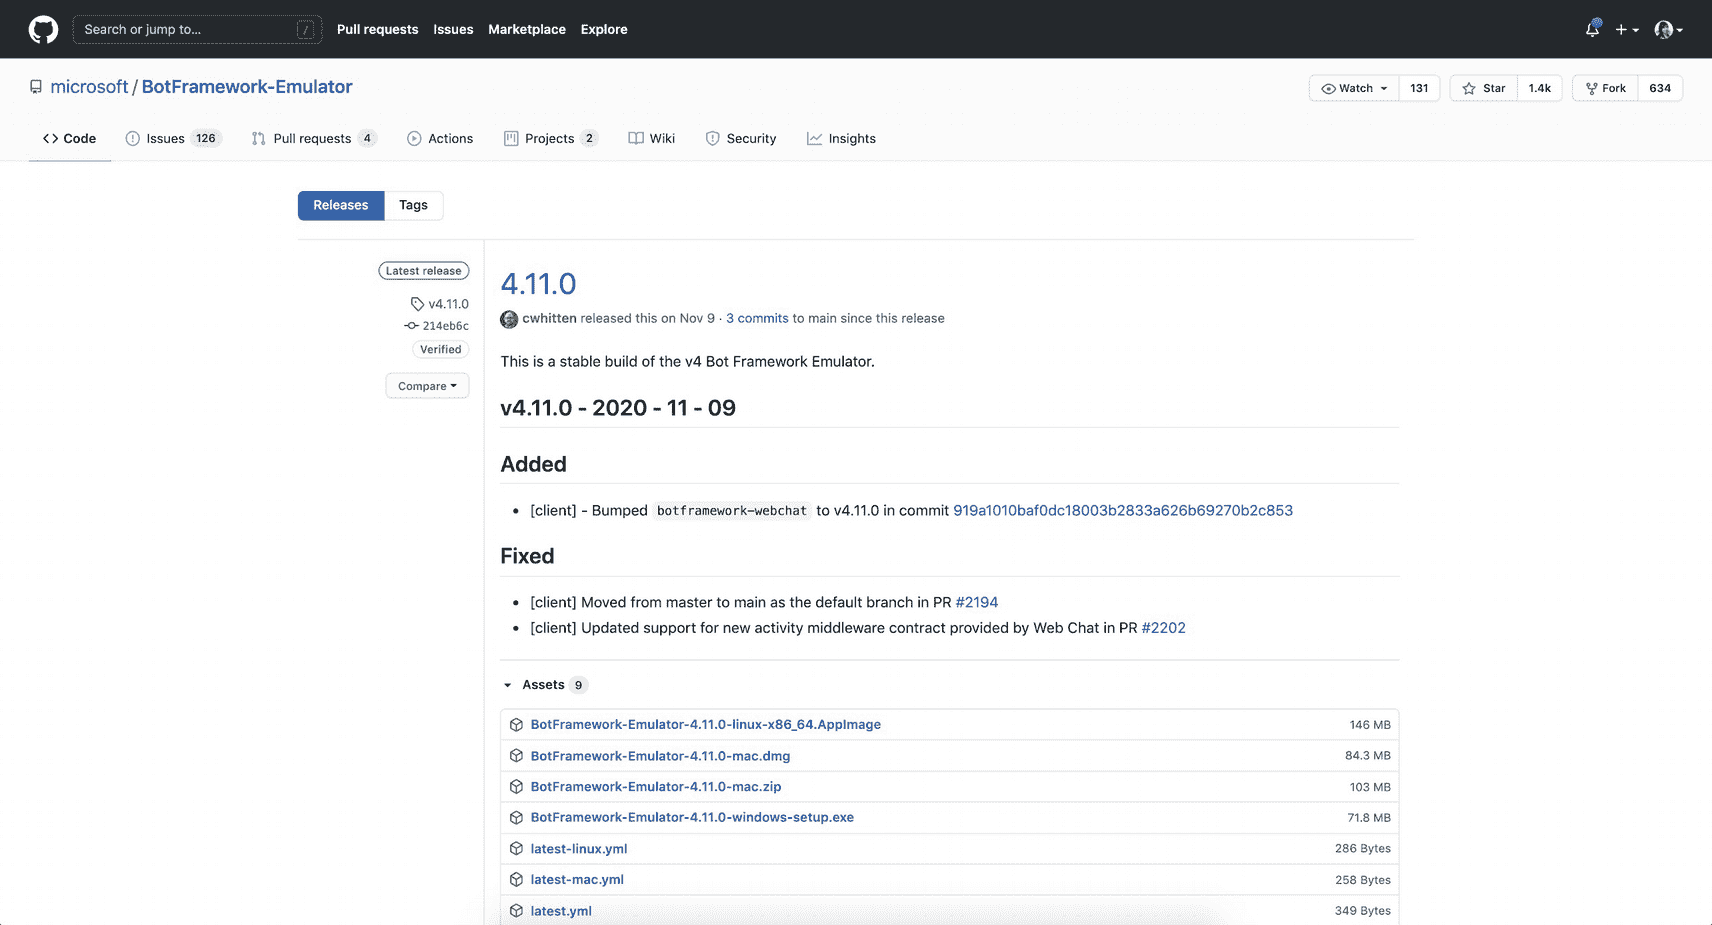 Search or jump to... / Pull requests Issues Marketplace Explore
microsoft / BotFramework-Emulator Watch 131 Star 1.4k Fork 634
Code Issues 126 Pull requests 4 Actions Projects 2 Wiki Security Insights
Releases Tags
Latest release
v4.11.0
214eb6c
Verified
Compare
4.11.0
cwhitten released this on Nov 9 · 3 commits to main since this release
This is a stable build of the v4 Bot Framework Emulator.
v4.11.0 - 2020 - 11 - 09
Added
• [client] - Bumped botframework-webchat to v4.11.0 in commit 919a1010baf0dc18003b2833a626b69270b2c853
Fixed
• [client] Moved from master to main as the default branch in PR #2194
• [client] Updated support for new activity middleware contract provided by Web Chat in PR #2202
Assets 9
BotFramework-Emulator-4.11.0-linux-x86_64.AppImage 146 MB
BotFramework-Emulator-4.11.0-mac.dmg 84.3 MB
BotFramework-Emulator-4.11.0-mac.zip 103 MB
BotFramework-Emulator-4.11.0-windows-setup.exe 71.8 MB
latest-linux.yml 286 Bytes
latest-mac.yml 258 Bytes
latest.yml 349 Bytes